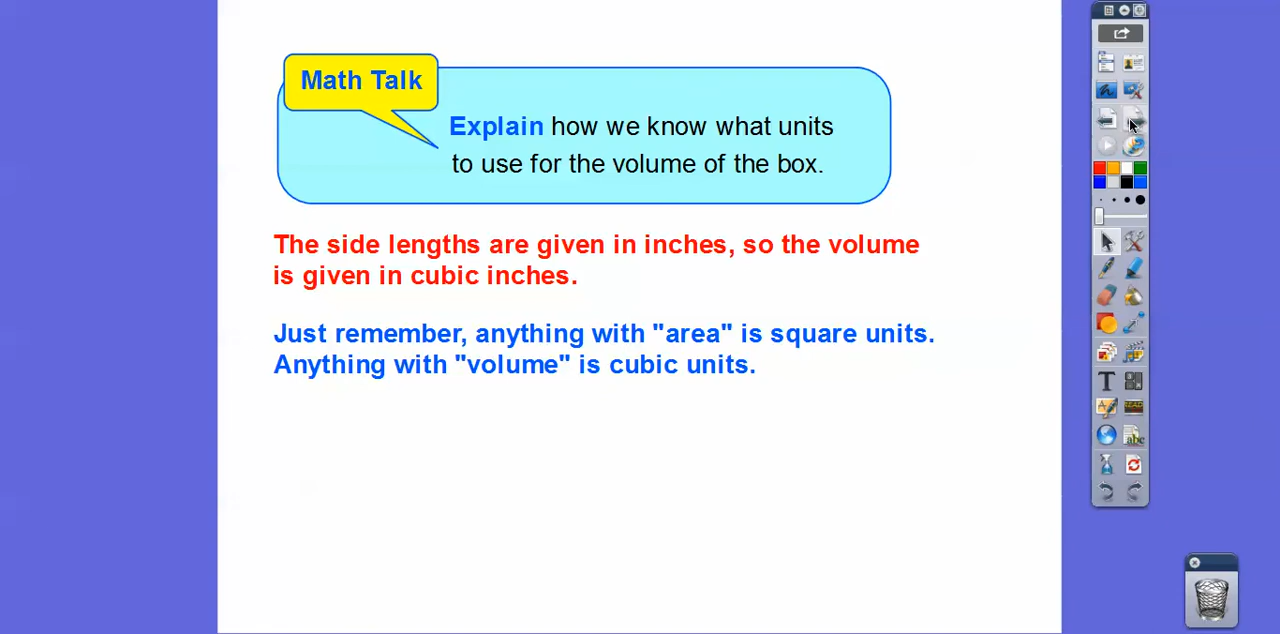 Math Talk
Explain how we know what units
to use for the volume of the box.
The side lengths are given in inches, so the volume
is given in cubic inches.
Just remember, anything with "area" is square units.
Anything with "volume" is cubic units.